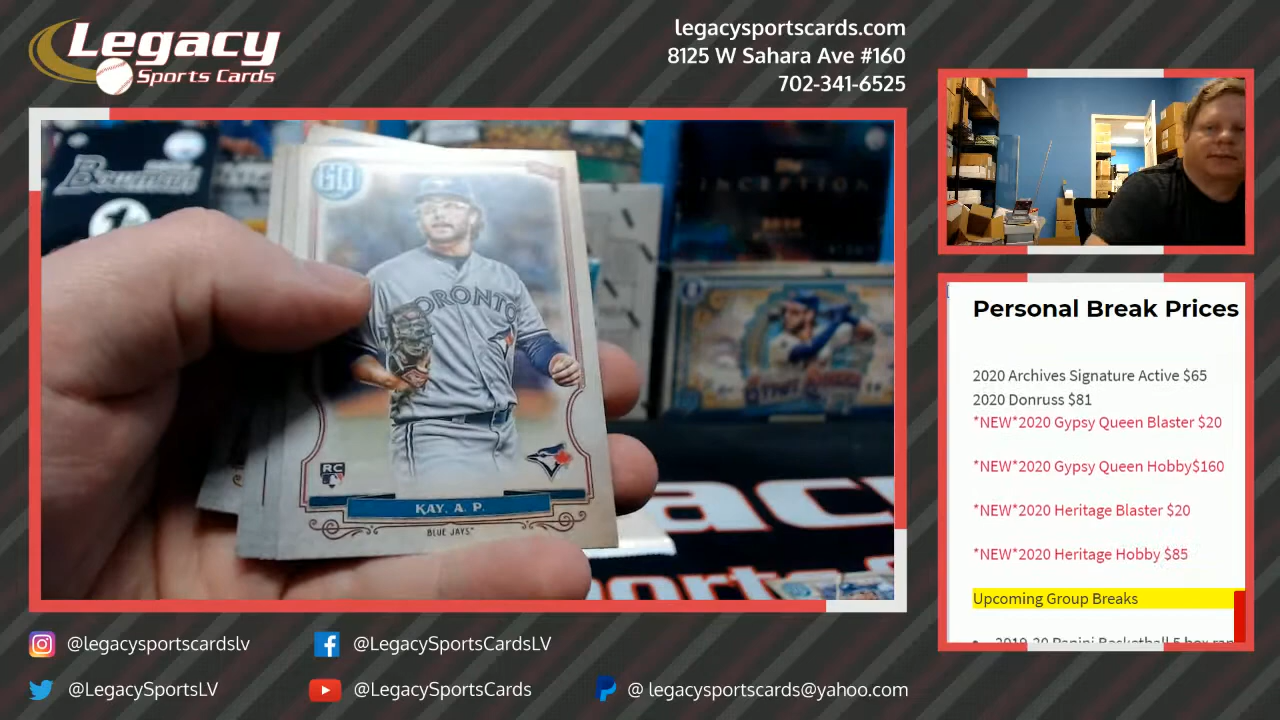 Legacy
Sports Cards
legacysportscards.com
8125 W Sahara Ave #160
702-341-6525
Bowman
1
INCEPTION
GQ
TORONTO
RC
KAY, A. P.
BLUE JAYS
Personal Break Prices
2020 Archives Signature Active $65
2020 Donruss $81
*NEW*2020 Gypsy Queen Blaster $20
*NEW*2020 Gypsy Queen Hobby$160
*NEW*2020 Heritage Blaster $20
*NEW*2020 Heritage Hobby $85
Upcoming Group Breaks
@legacysportscardslv
@LegacySportsCardsLV
@LegacySportsLV
@LegacySportsCards
@ legacysportscards@yahoo.com